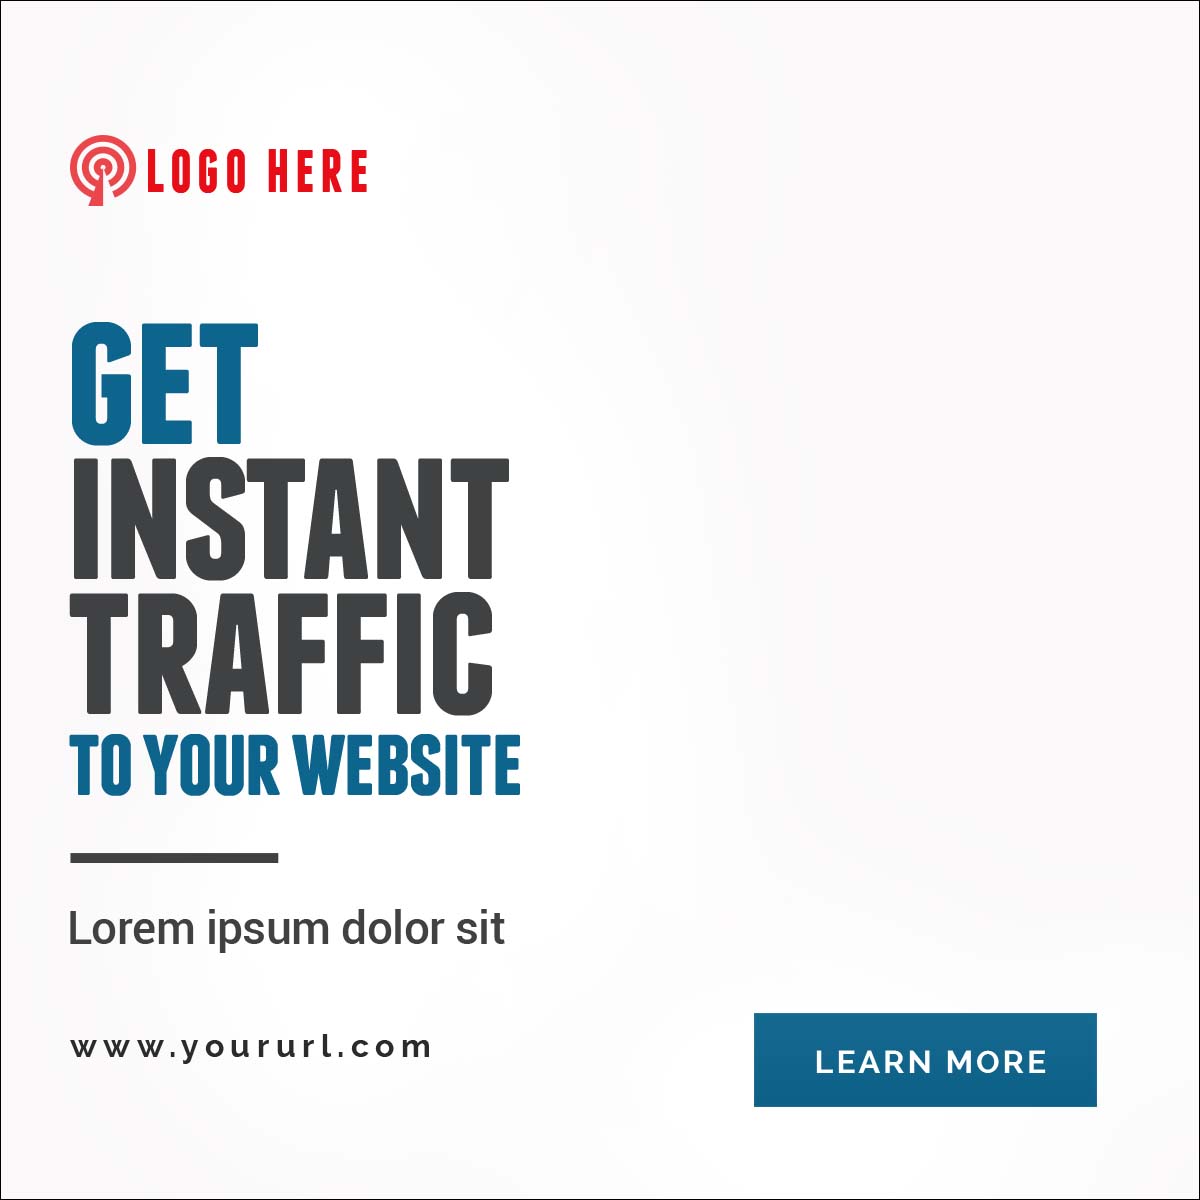 LOGO HERE
GET
INSTANT
TRAFFIC
TO YOUR WEBSITE
Lorem ipsum dolor sit
www.yoururl.com
LEARN MORE